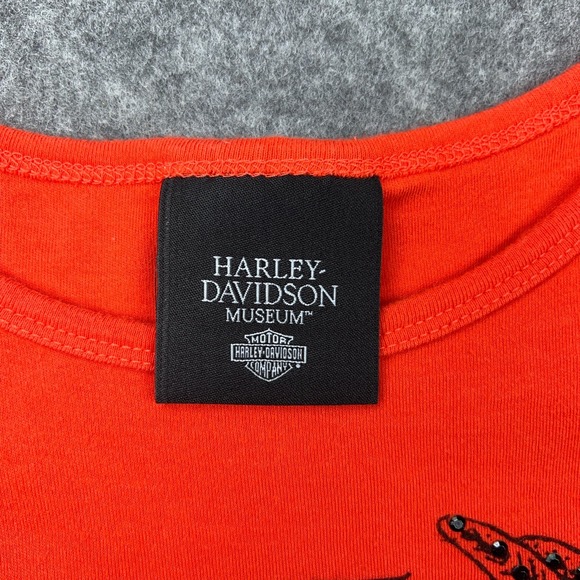 HARLEY-
DAVIDSON
MUSEUM™
MOTOR
HARLEY-DAVIDSON
COMPANY